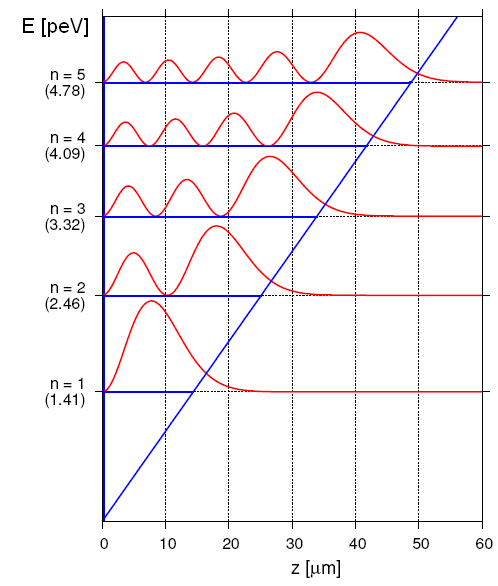 E [peV]
n = 5
(4.78)
n = 4
(4.09)
n = 3
(3.32)
n = 2
(2.46)
n = 1
(1.41)
0 10 20 30 40 50 60
z [μm]